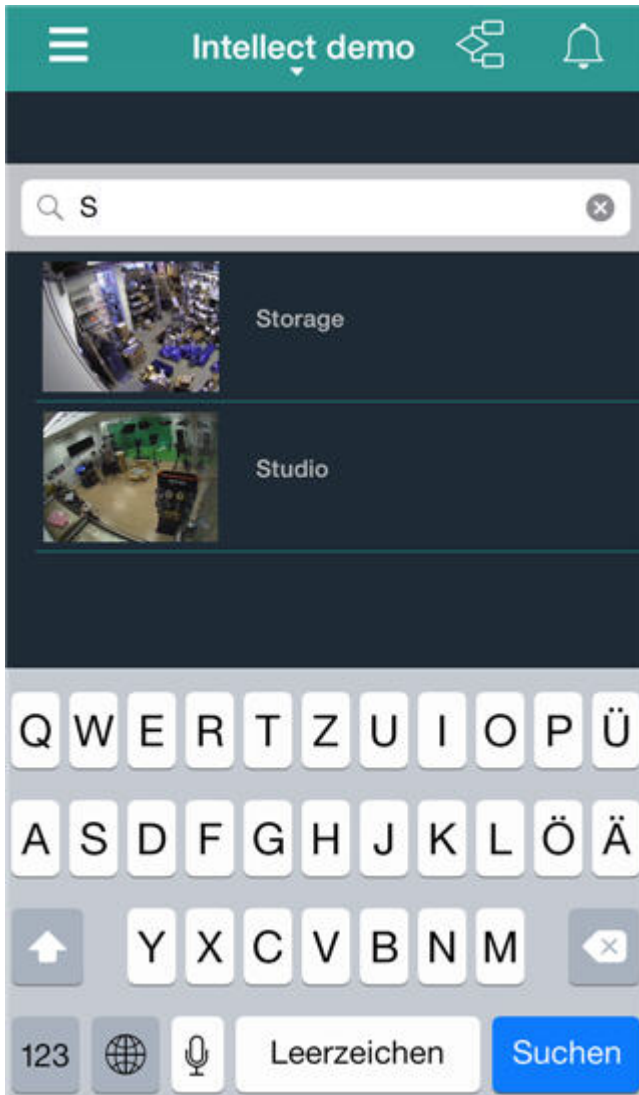 Intellect demo
S
Storage
Studio
Q W E R T Z U I O P Ü
A S D F G H J K L Ö Ä
Y X C V B N M
123 Leerzeichen Suchen